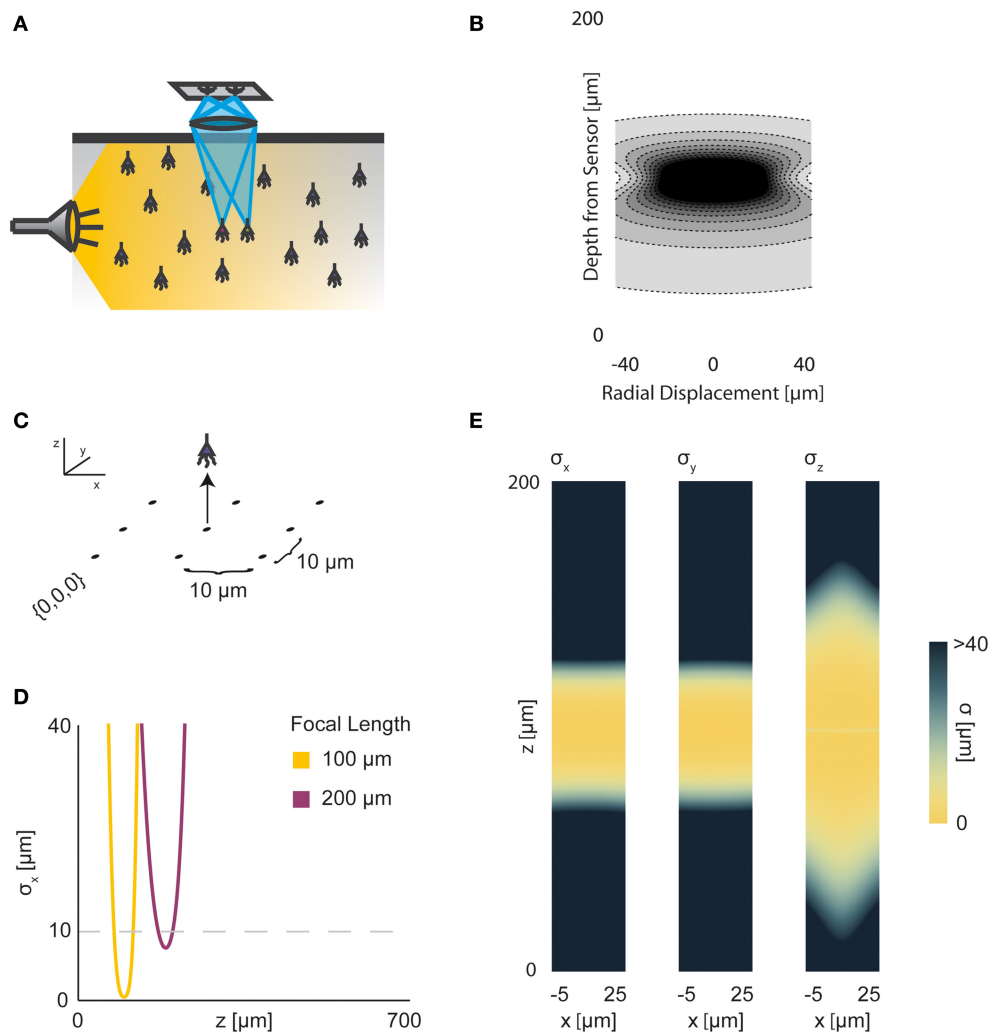 A
B
200
Depth from Sensor [µm]
0
-40 0 40
Radial Displacement [µm]
C
z
y
x
{0,0,0}
10 µm
10 µm
D
40
σx [µm]
10
0
0 z [µm] 700
Focal Length
100 µm
200 µm
E
σx σy σz
200
z [µm]
0
-5 25 -5 25 -5 25
x [µm] x [µm] x [µm]
>40
σ [µm]
0